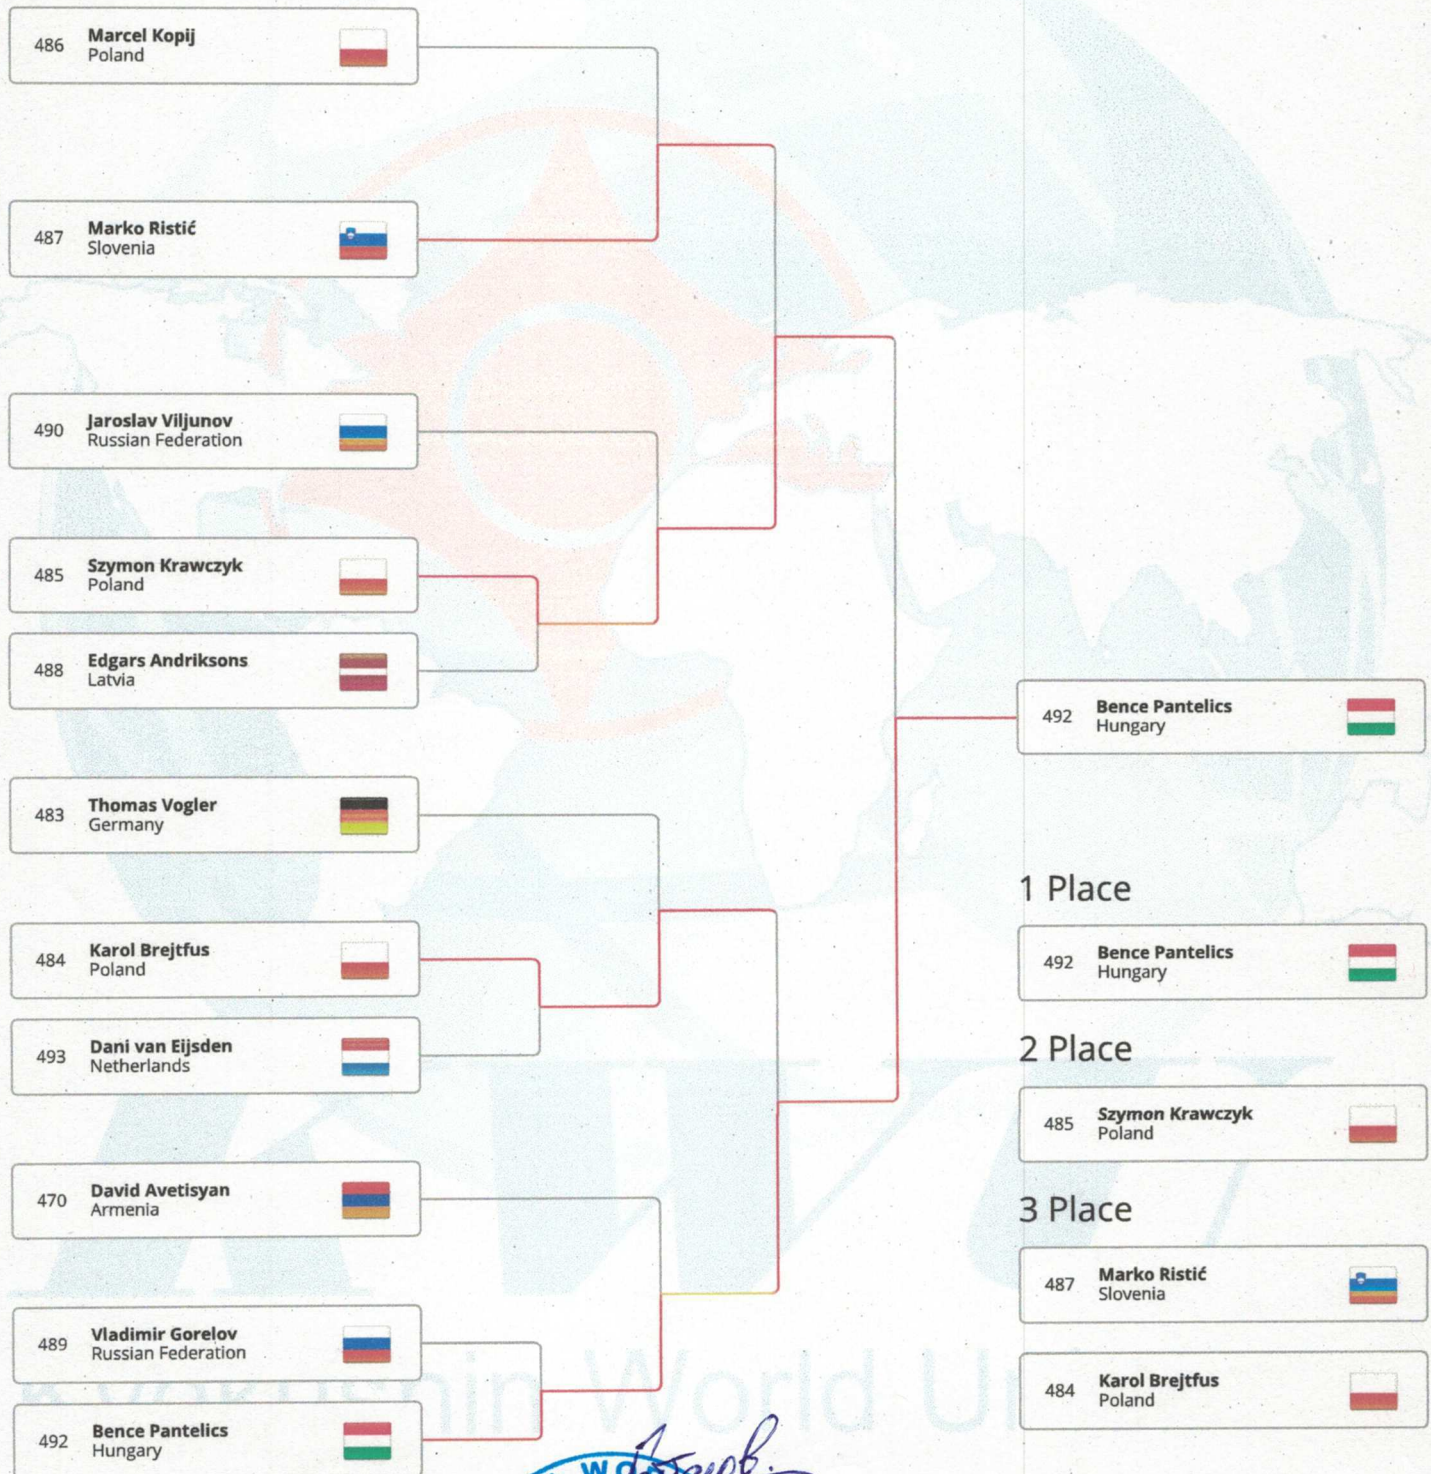 486
Marcel Kopij
Poland
487
Marko Ristić
Slovenia
490
Jaroslav Viljunov
Russian Federation
485
Szymon Krawczyk
Poland
488
Edgars Andriksons
Latvia
483
Thomas Vogler
Germany
484
Karol Brejtfus
Poland
493
Dani van Eijsden
Netherlands
470
David Avetisyan
Armenia
489
Vladimir Gorelov
Russian Federation
492
Bence Pantelics
Hungary
492
Bence Pantelics
Hungary
1 Place
492
Bence Pantelics
Hungary
2 Place
485
Szymon Krawczyk
Poland
3 Place
487
Marko Ristić
Slovenia
484
Karol Brejtfus
Poland
KWU
Kyokushin World